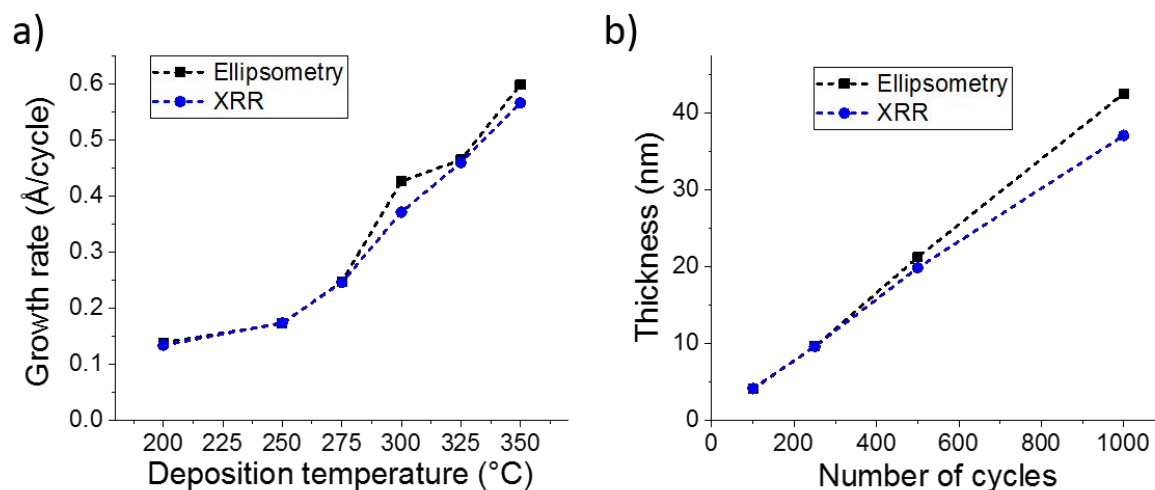 a)
Ellipsometry
XRR
Growth rate (Å/cycle)
0.6
0.5
0.4
0.3
0.2
0.1
0.0
200 225 250 275 300 325 350
Deposition temperature (°C)
b)
Ellipsometry
XRR
Thickness (nm)
40
30
20
10
0
0 200 400 600 800 1000
Number of cycles